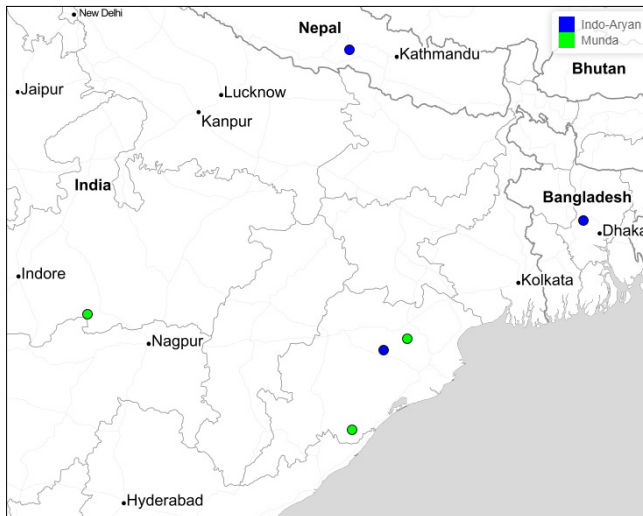 New Delhi
Nepal
Indo-Aryan
Munda
Kathmandu
Bhutan
Jaipur
Lucknow
Kanpur
India
Bangladesh
Dhaka
Indore
Kolkata
Nagpur
Hyderabad